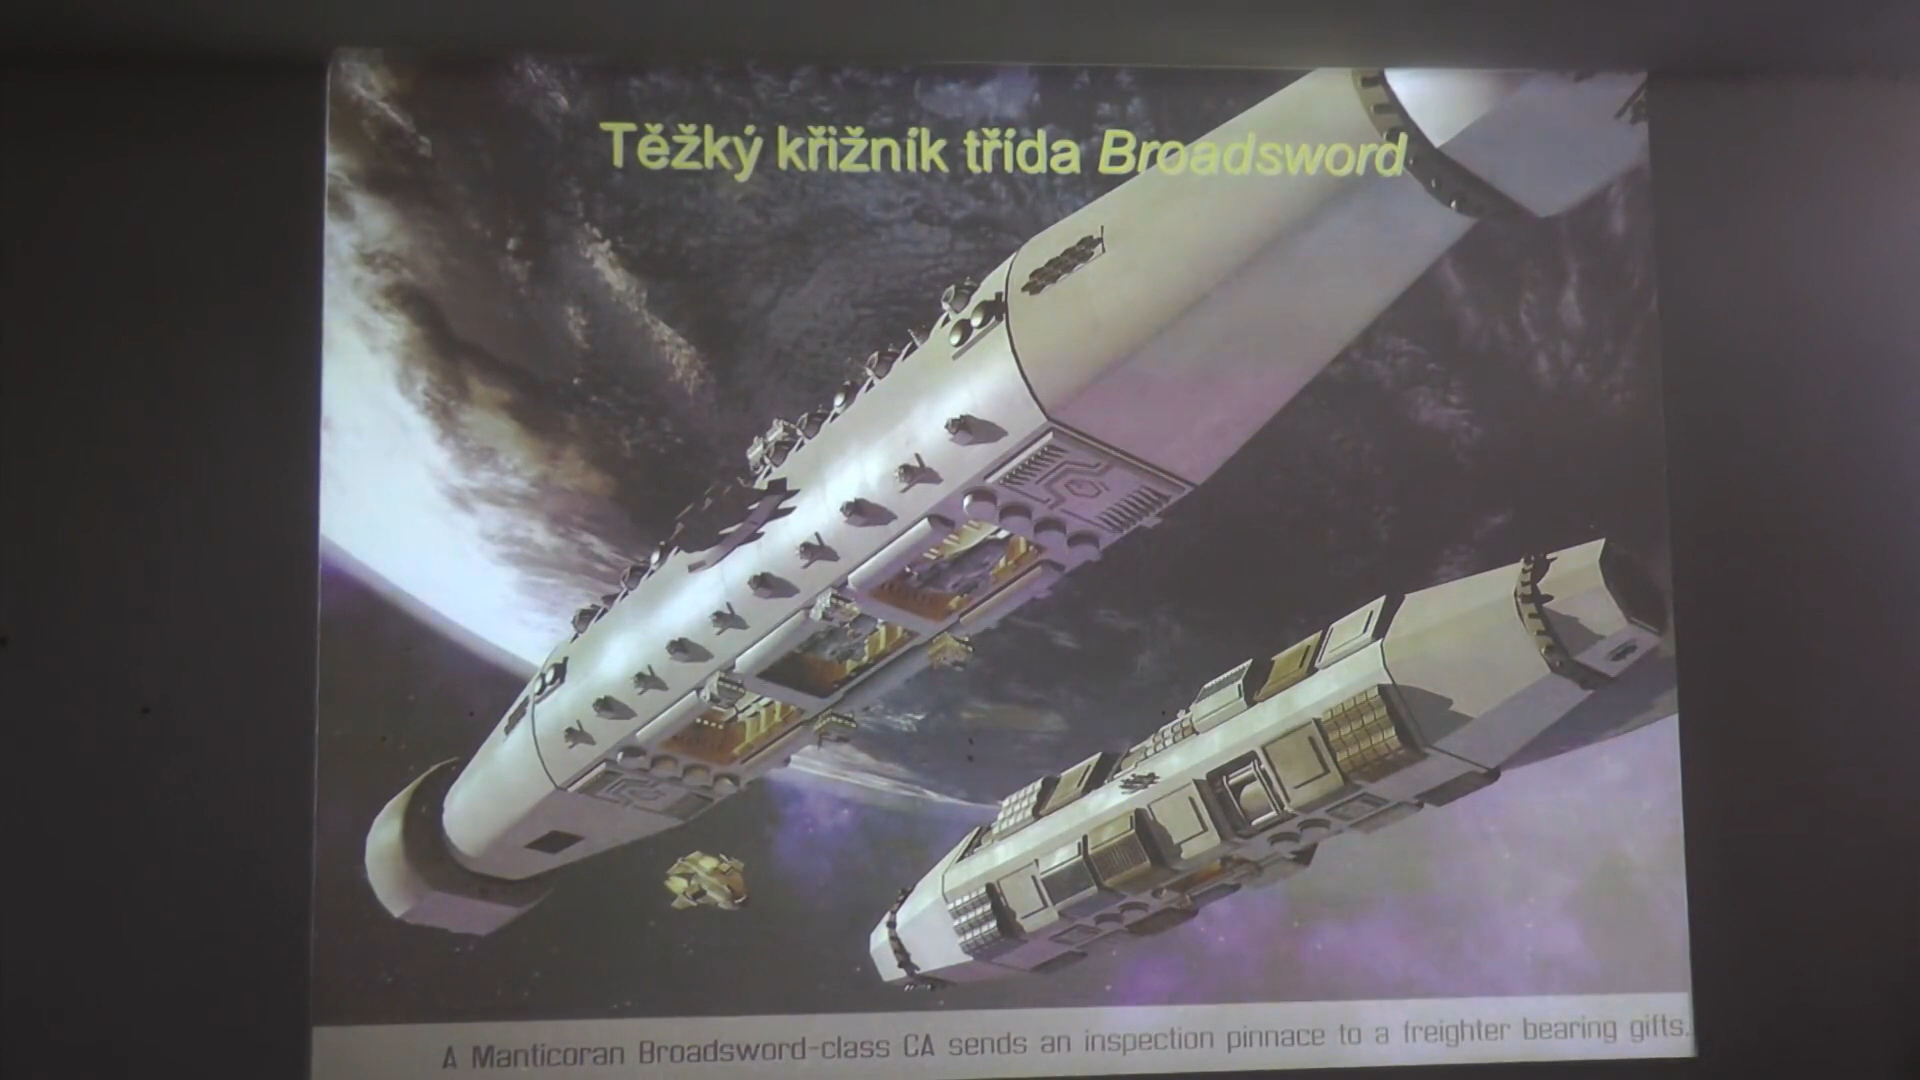 Těžký křižník třída Broadsword
A Manticoran Broadsword-class CA sends an inspection pinnace to a freighter bearing gifts.